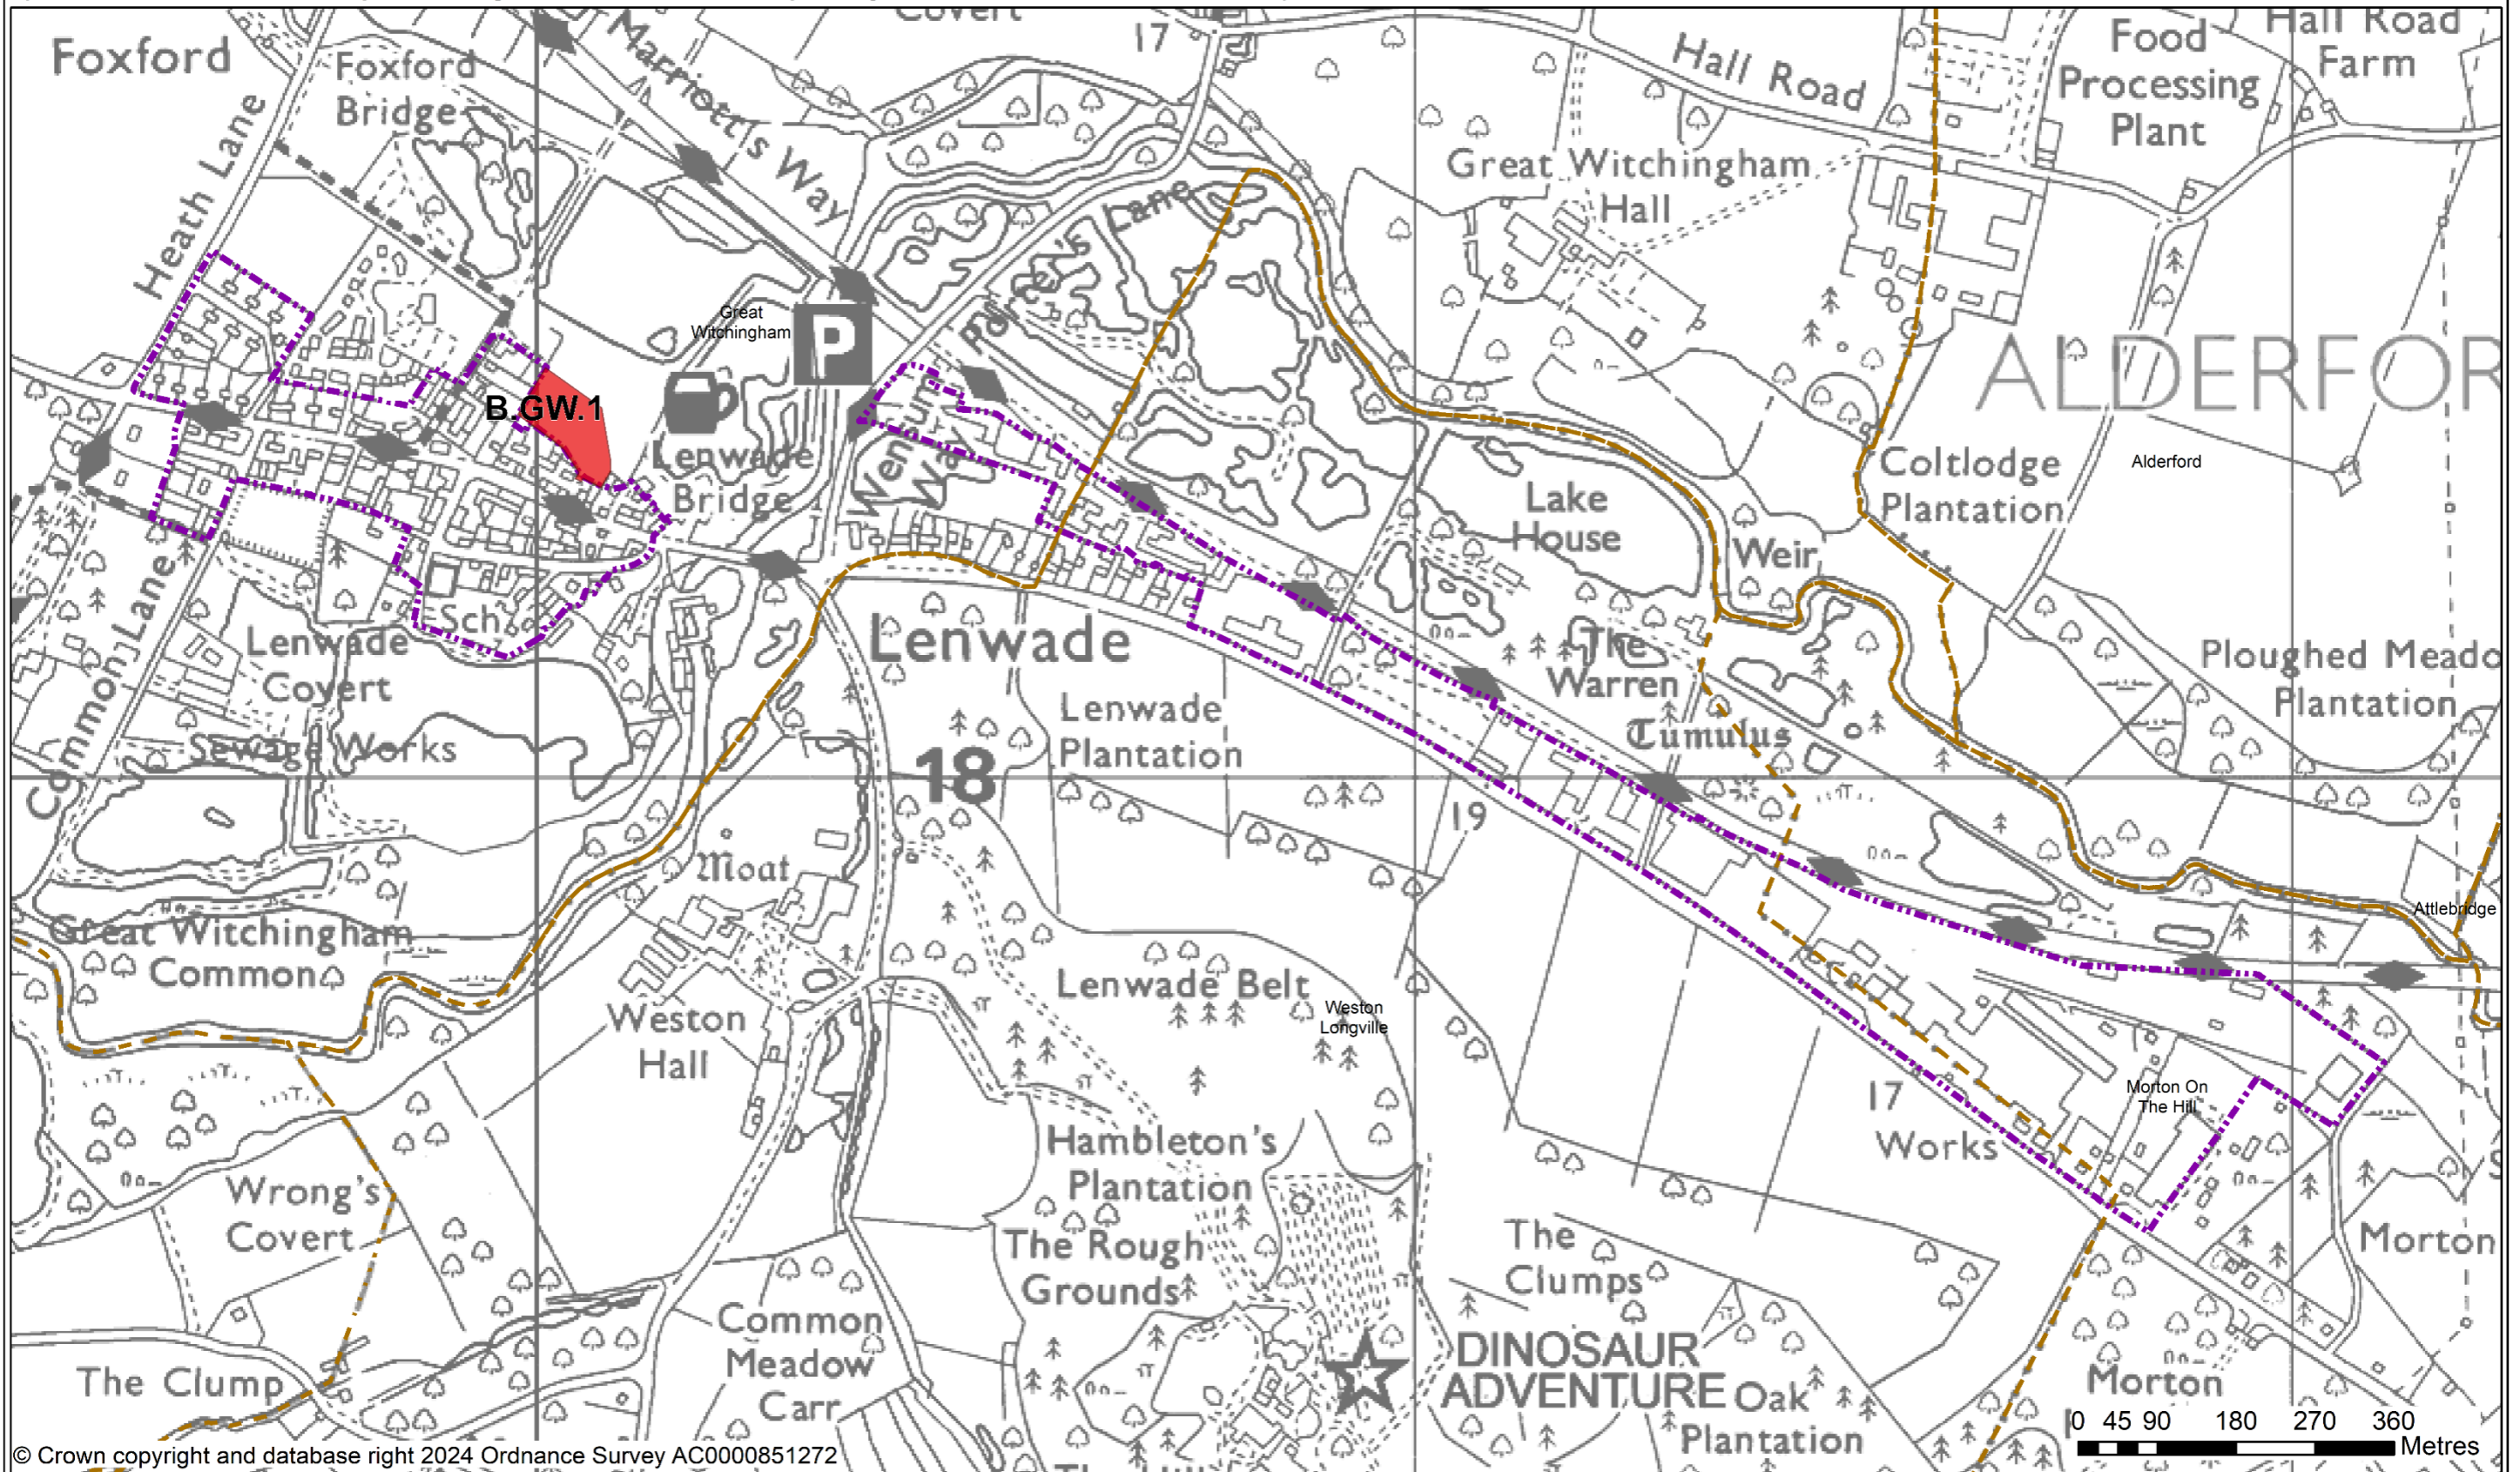 Covert
17
Hall Road
Farm
Foxford
Foxford
Bridge
Marriott's Way
Hall Road
Food
Processing
Plant
Heath Lane
Great Witchingham
Hall
Porter's Lane
Great
Witchingham
P
ALDERFOR
B.GW.1
Lenwade
Bridge
Wensum
Way
Coltlodge
Plantation
Alderford
Lake
House
Weir
Common Lane
Sch
Lenwade
Covert
Lenwade
The
Warren
Ploughed Meado
Plantation
Lenwade
Plantation
Tumulus
Sewage Works
18
19
Moat
Great Witchingham
Common
Attlebridge
Lenwade Belt
Weston
Longville
Weston
Hall
17
Works
Morton On
The Hill
Hambleton's
Plantation
Wrong's
Covert
The Rough
Grounds
The
Clumps
Morton
Common
Meadow
Carr
The Clump
DINOSAUR
ADVENTURE
Oak
Plantation
Morton
0 45 90 180 270 360
Metres
© Crown copyright and database right 2024 Ordnance Survey AC0000851272